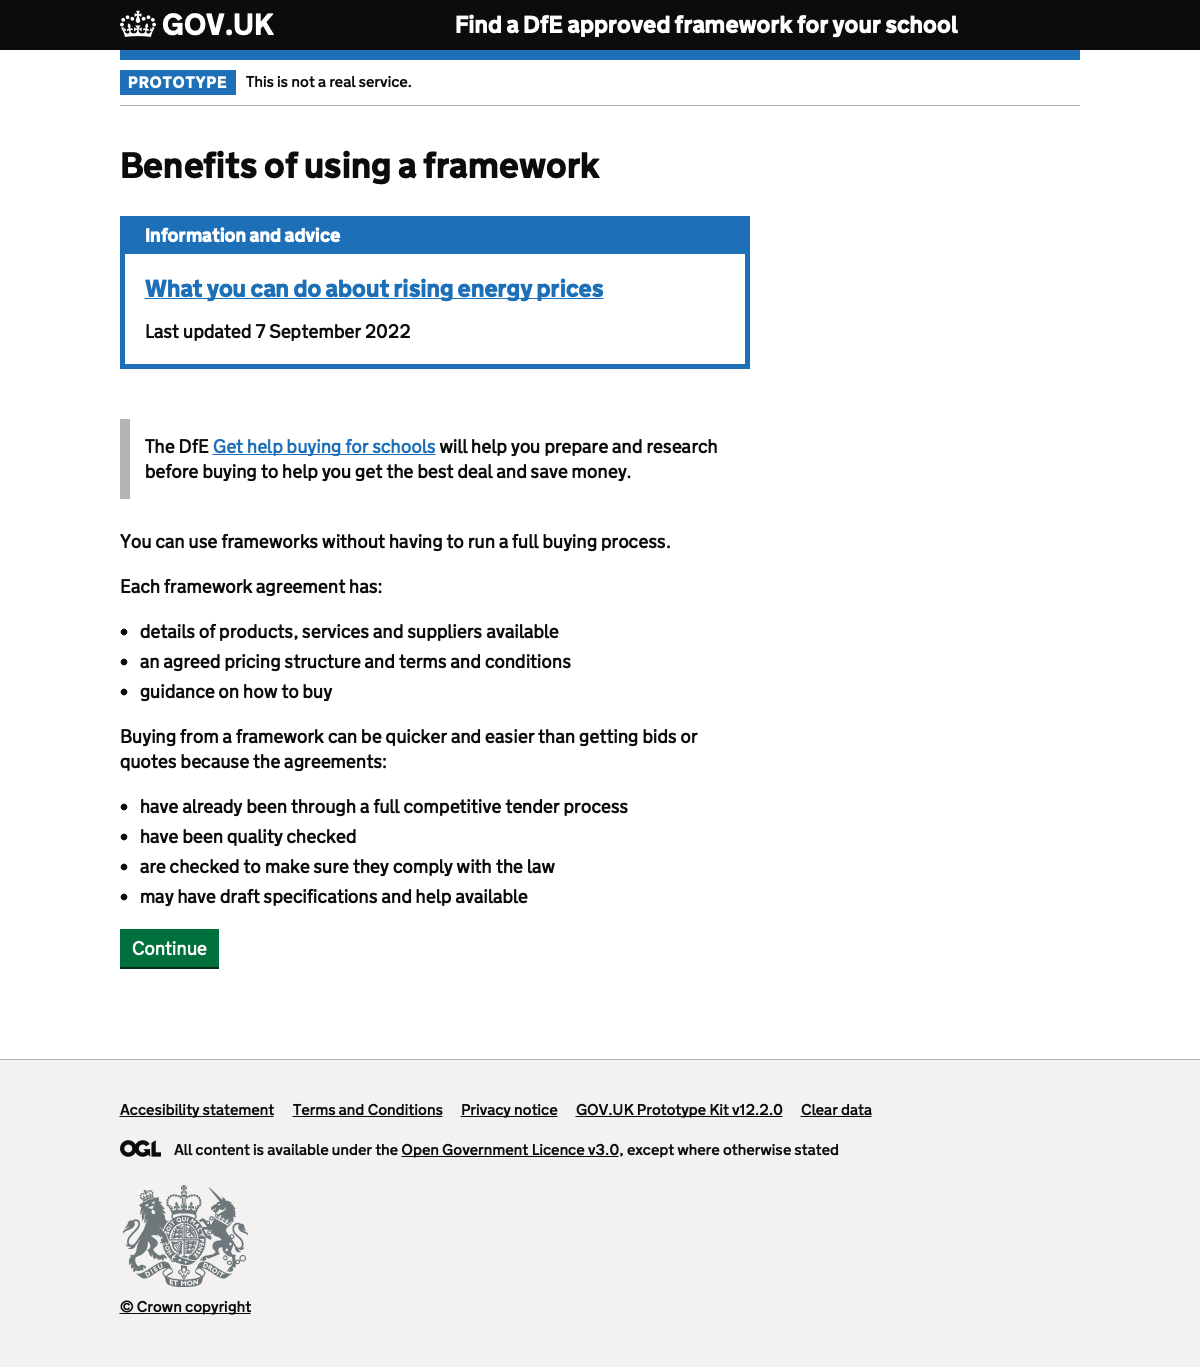 GOV.UK
Find a DfE approved framework for your school
PROTOTYPE This is not a real service.
Benefits of using a framework
Information and advice
What you can do about rising energy prices
Last updated 7 September 2022
The DfE Get help buying for schools will help you prepare and research
before buying to help you get the best deal and save money.
You can use frameworks without having to run a full buying process.
Each framework agreement has:
• details of products, services and suppliers available
• an agreed pricing structure and terms and conditions
• guidance on how to buy
Buying from a framework can be quicker and easier than getting bids or
quotes because the agreements:
• have already been through a full competitive tender process
• have been quality checked
• are checked to make sure they comply with the law
• may have draft specifications and help available
Continue
Accesibility statement Terms and Conditions Privacy notice GOV.UK Prototype Kit v12.2.0 Clear data
OGL All content is available under the Open Government Licence v3.0, except where otherwise stated
DIEU ET MON DROIT
© Crown copyright